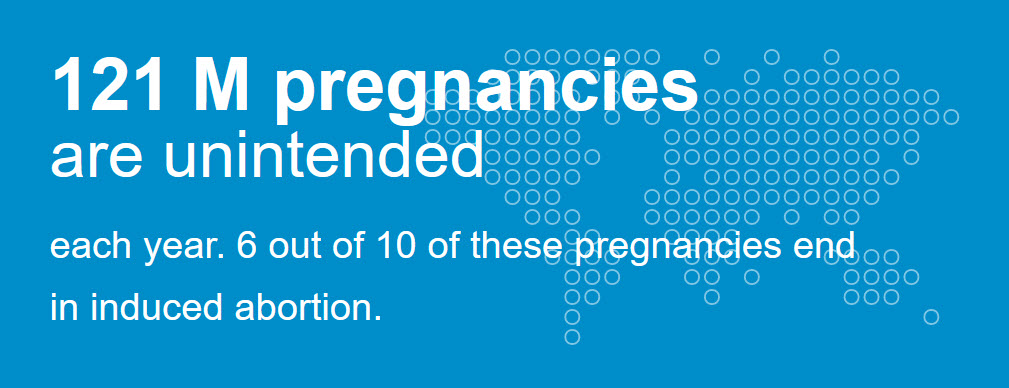 121 M pregnancies
are unintended
each year. 6 out of 10 of these pregnancies end
in induced abortion.